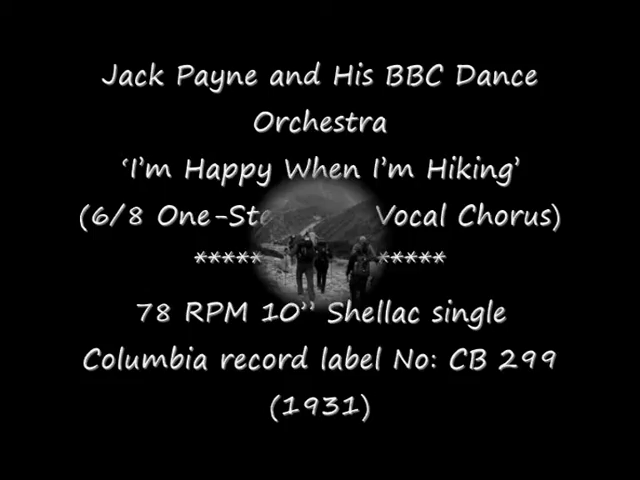 Jack Payne and His BBC Dance
Orchestra
‘I’m Happy When I’m Hiking’
(6/8 One-Ste Vocal Chorus)
***** *****
78 RPM 10” Shellac single
Columbia record label No: CB 299
(1931)